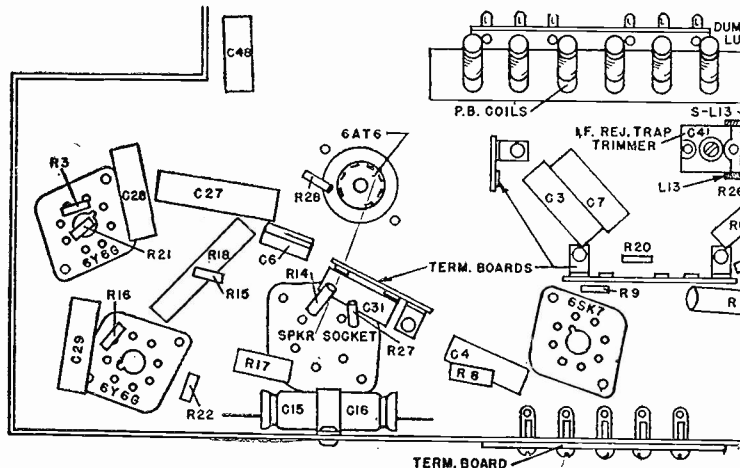 C48
L L L L L L
DUM
LU
P.B. COILS
S-L13
6AT6
I.F. REJ. TRAP
TRIMMER
C41
L13
R26
R3
C28
C27
R28
C3
C7
R21
6Y6G
R18
C6
R20
R15
R14
TERM. BOARDS
C31
R9
6SK7
R
R16
SPKR SOCKET
R27
C29
R17
C4
R8
6Y6G
R22
C15
C16
TERM. BOARD